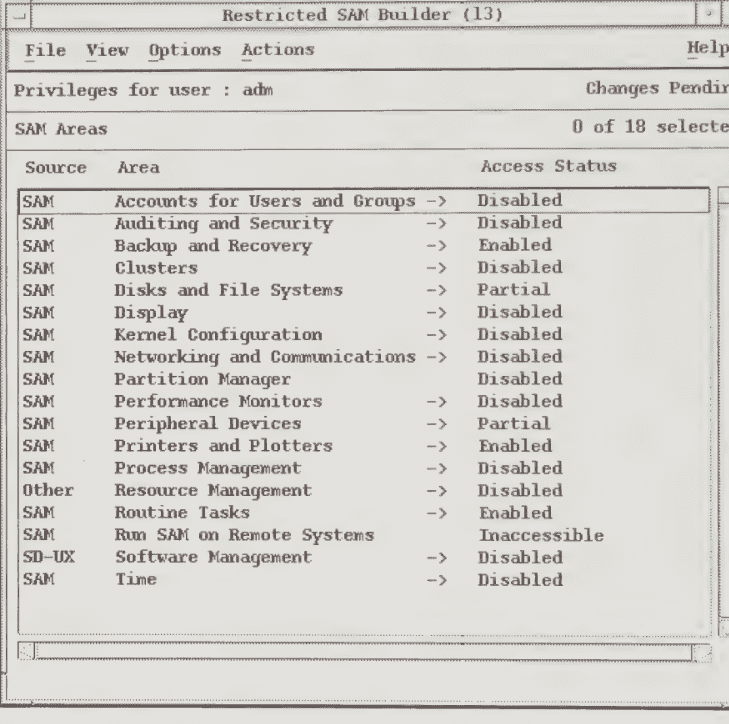 Restricted SAM Builder (l3)
File View Options Actions Help
Privileges for user : adm Changes Pendin
SAM Areas 0 of 18 selecte
Source Area Access Status
SAM Accounts for Users and Groups -> Disabled
SAM Auditing and Security -> Disabled
SAM Backup and Recovery -> Enabled
SAM Clusters -> Disabled
SAM Disks and File Systems -> Partial
SAM Display -> Disabled
SAM Kernel Configuration -> Disabled
SAM Networking and Communications -> Disabled
SAM Partition Manager Disabled
SAM Performance Monitors -> Disabled
SAM Peripheral Devices -> Partial
SAM Printers and Plotters -> Enabled
SAM Process Management -> Disabled
Other Resource Management -> Disabled
SAM Routine Tasks -> Enabled
SAM Run SAM on Remote Systems Inaccessible
SD-UX Software Management -> Disabled
SAM Time -> Disabled